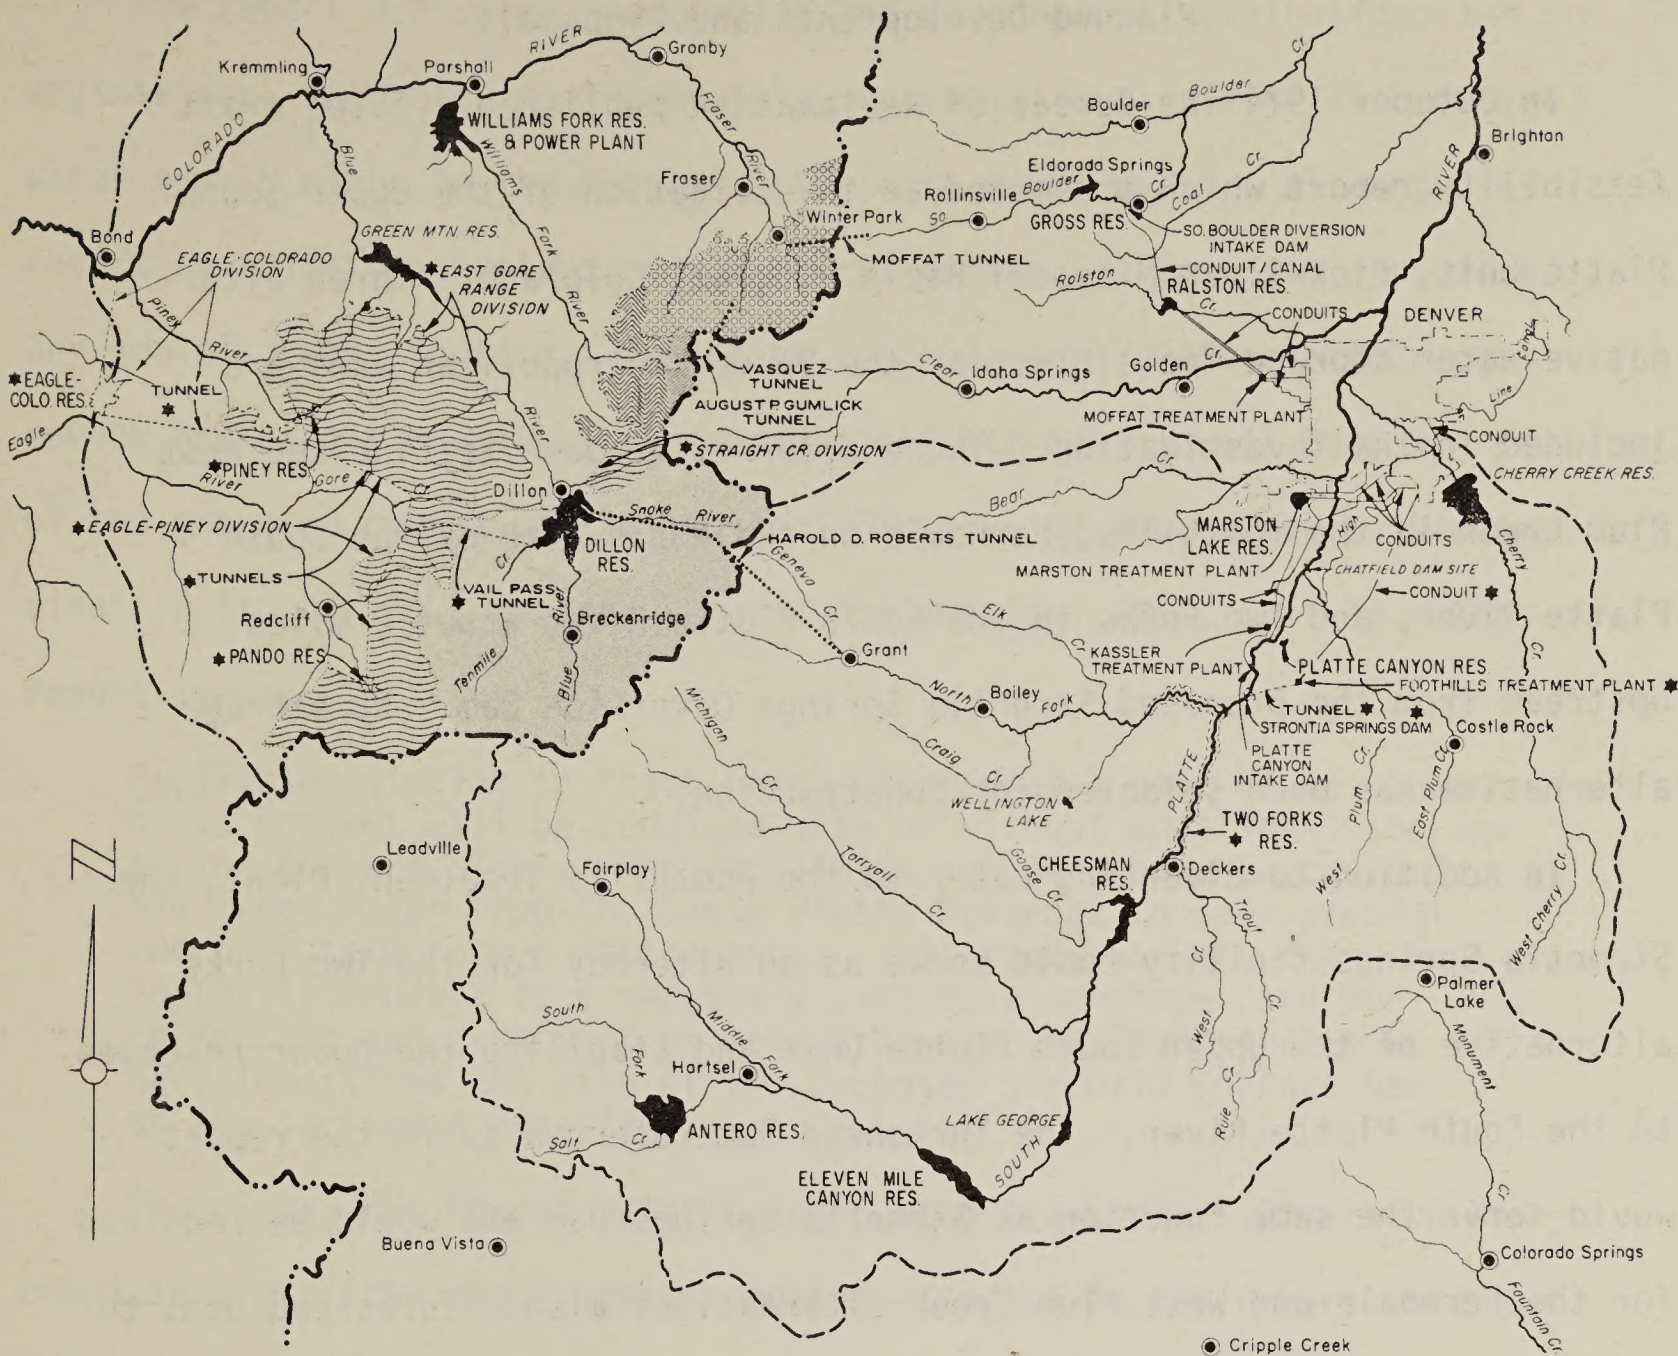 Kremmling
Parshall
RIVER
Granby
COLORADO
WILLIAMS FORK RES.
& POWER PLANT
Blue
Williams
Fork
River
Fraser
River
Fraser
Winter Park
Boulder
Boulder
Cr.
Eldorada Springs
Rollinsville
So.
Boulder
Cr.
GROSS RES.
Coal
Cr.
RIVER
Brighton
SO. BOULDER DIVERSION
INTAKE DAM
MOFFAT TUNNEL
CONDUIT / CANAL
RALSTON RES.
Ralston
Cr.
CONDUITS
DENVER
Bond
EAGLE-COLORADO
DIVISION
GREEN MTN. RES.
EAST GORE
RANGE
DIVISION
Piney
River
EAGLE-
COLO. RES.
TUNNEL
VASQUEZ
TUNNEL
AUGUST P. GUMLICK
TUNNEL
Clear
Cr.
Idaho Springs
Golden
MOFFAT TREATMENT PLANT
Line
Canal
CONDUIT
Eagle
River
PINEY RES.
Gore
Cr.
River
STRAIGHT CR. DIVISION
Dillon
Snake
River
CHERRY CREEK RES.
Bear
Cr.
High
EAGLE-PINEY DIVISION
Cr.
DILLON
RES.
HAROLD D. ROBERTS TUNNEL
MARSTON
LAKE RES.
CONDUITS
Cherry
MARSTON TREATMENT PLANT
CHATFIELD DAM SITE
TUNNELS
VAIL PASS
TUNNEL
Geneva
Cr.
CONDUITS
CONDUIT
Redcliff
River
Breckenridge
Elk
Cr.
Cr.
PANDO RES.
Tenmile
Blue
Grant
KASSLER
TREATMENT PLANT
PLATTE CANYON RES.
FOOTHILLS TREATMENT PLANT
Michigan
Cr.
North
Bailey
Fork
TUNNEL
STRONTIA SPRINGS DAM
Castle Rock
Craig
Cr.
PLATTE
CANYON
INTAKE DAM
Cr.
Plum
West
East Plum Cr.
WELLINGTON
LAKE
PLATTE
TWO FORKS
RES.
N
Leadville
Fairplay
Tarryall
Cr.
Goose
Cr.
CHEESMAN
RES.
Deckers
Trout
Cr.
West
Cr.
West Cherry Cr.
Palmer
Lake
Monument
Cr.
South
Fork
Middle
Fork
Hartsel
Rule
Cr.
ANTERO RES.
Salt
Cr.
LAKE GEORGE
SOUTH
ELEVEN MILE
CANYON RES.
Buena Vista
Colorado Springs
Fountain Cr.
Cripple Creek